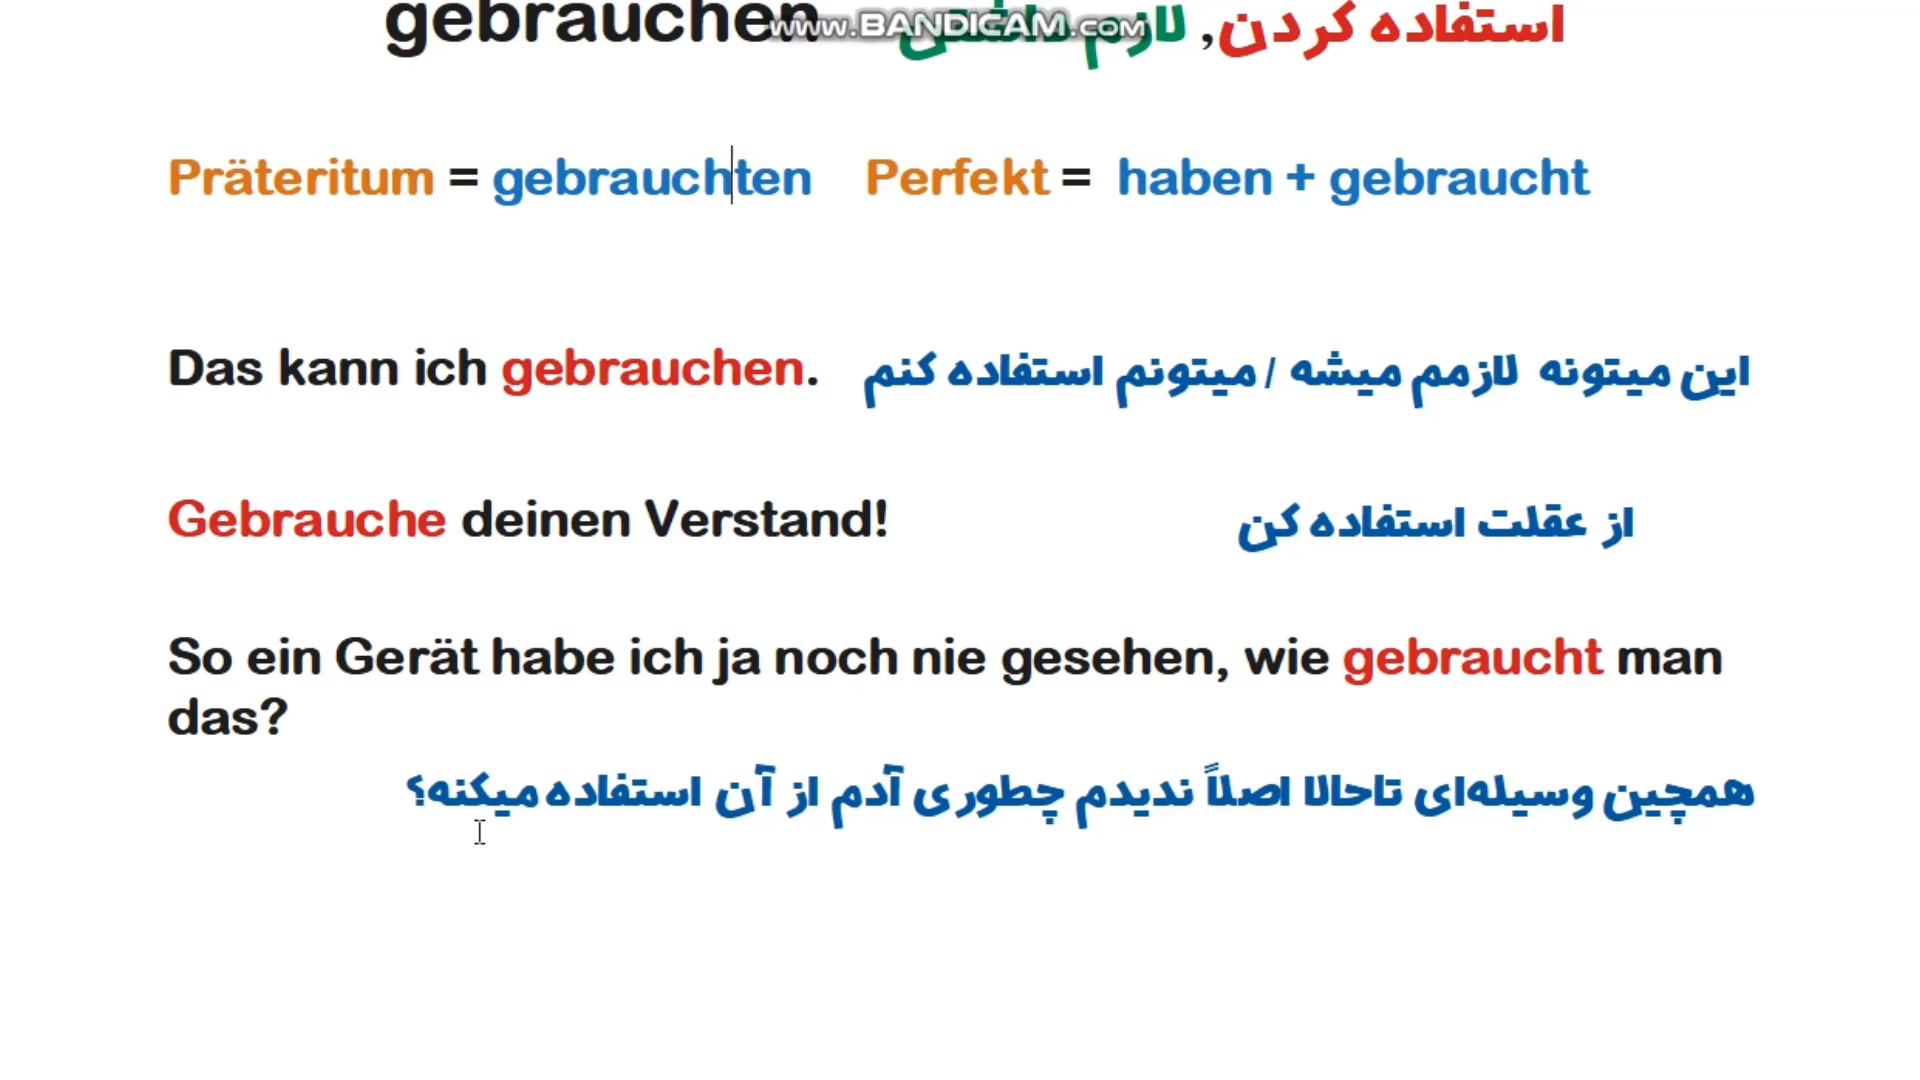 gebrauchen استفاده کردن, لازم داشتن
www.BANDICAM.com
Präteritum = gebrauchten Perfekt = haben + gebraucht
Das kann ich gebrauchen. این میتونه لازمم میشه / میتونم استفاده کنم
Gebrauche deinen Verstand! از عقلت استفاده کن
So ein Gerät habe ich ja noch nie gesehen, wie gebraucht man
das?
همچین وسیله‌ای تاحالا اصلاً ندیدم چطوری آدم از آن استفاده میکنه؟